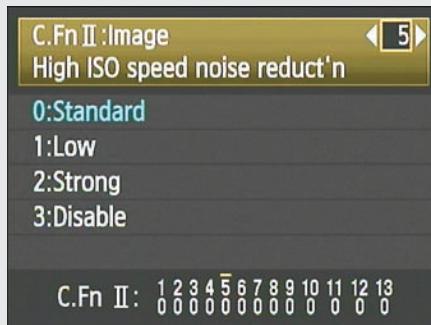 C.Fn II :Image 5
High ISO speed noise reduct'n
0:Standard
1:Low
2:Strong
3:Disable
C.Fn II : 1 2 3 4 5 6 7 8 9 10 11 12 13
0 0 0 0 0 0 0 0 0 0 0 0 0